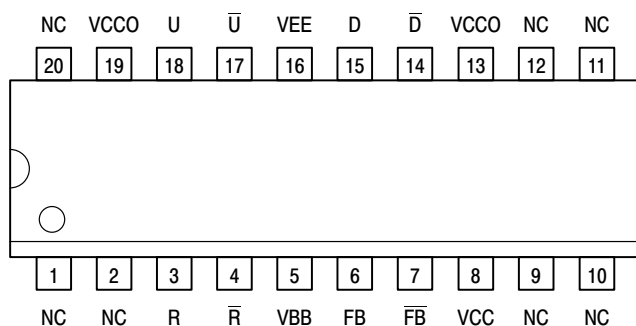 NC VCCO U U̅ VEE D D̅ VCCO NC NC
20 19 18 17 16 15 14 13 12 11
1 2 3 4 5 6 7 8 9 10
NC NC R R̅ VBB FB F̅B̅ VCC NC NC